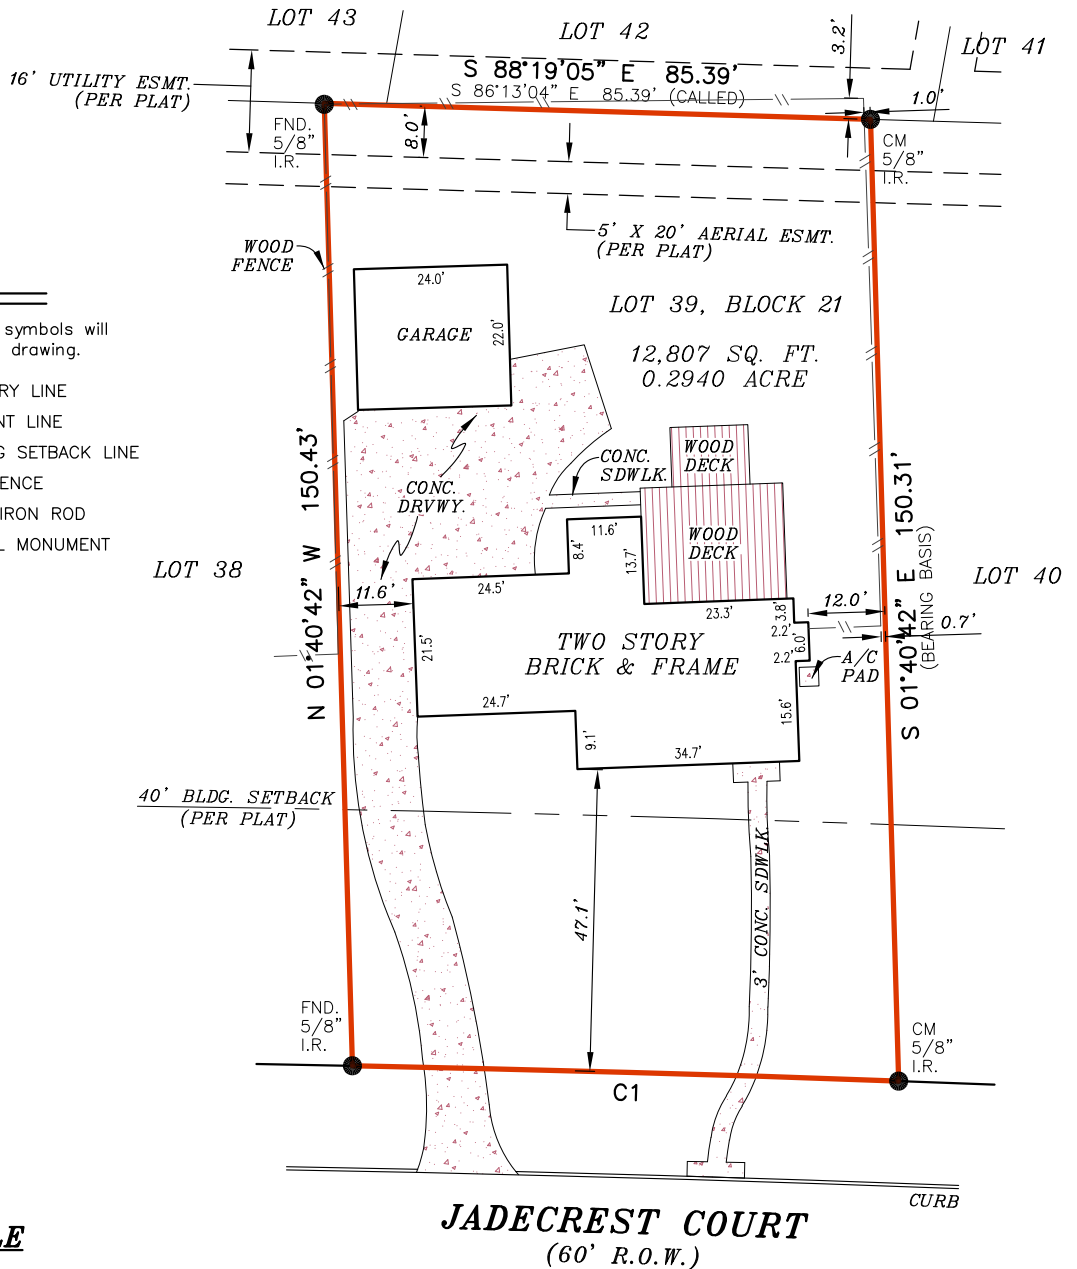 LOT 43
LOT 42
LOT 41
3.2'
16' UTILITY ESMT.
(PER PLAT)
S 88°19'05" E 85.39'
S 86°13'04" E 85.39' (CALLED)
1.0'
FND.
5/8"
I.R.
8.0'
CM
5/8"
I.R.
5' X 20' AERIAL ESMT.
(PER PLAT)
WOOD
FENCE
24.0'
GARAGE
22.0'
LOT 39, BLOCK 21
12,807 SQ. FT.
0.2940 ACRE
symbols will
drawing.
RY LINE
NT LINE
G SETBACK LINE
ENCE
IRON ROD
L MONUMENT
N 01°40'42" W 150.43'
CONC.
DRVWY.
CONC.
SDWLK.
WOOD
DECK
WOOD
DECK
S 01°40'42" E 150.31'
(BEARING BASIS)
LOT 38
LOT 40
11.6'
8.4'
13.7'
24.5'
11.6'
23.3'
3.8'
12.0'
2.2'
6.0'
2.2'
0.7'
21.5'
TWO STORY
BRICK & FRAME
A/C
PAD
24.7'
15.6'
9.1'
34.7'
40' BLDG. SETBACK
(PER PLAT)
47.1'
3' CONC. SDWLK
FND.
5/8"
I.R.
CM
5/8"
I.R.
C1
CURB
JADECREST COURT
(60' R.O.W.)
LE